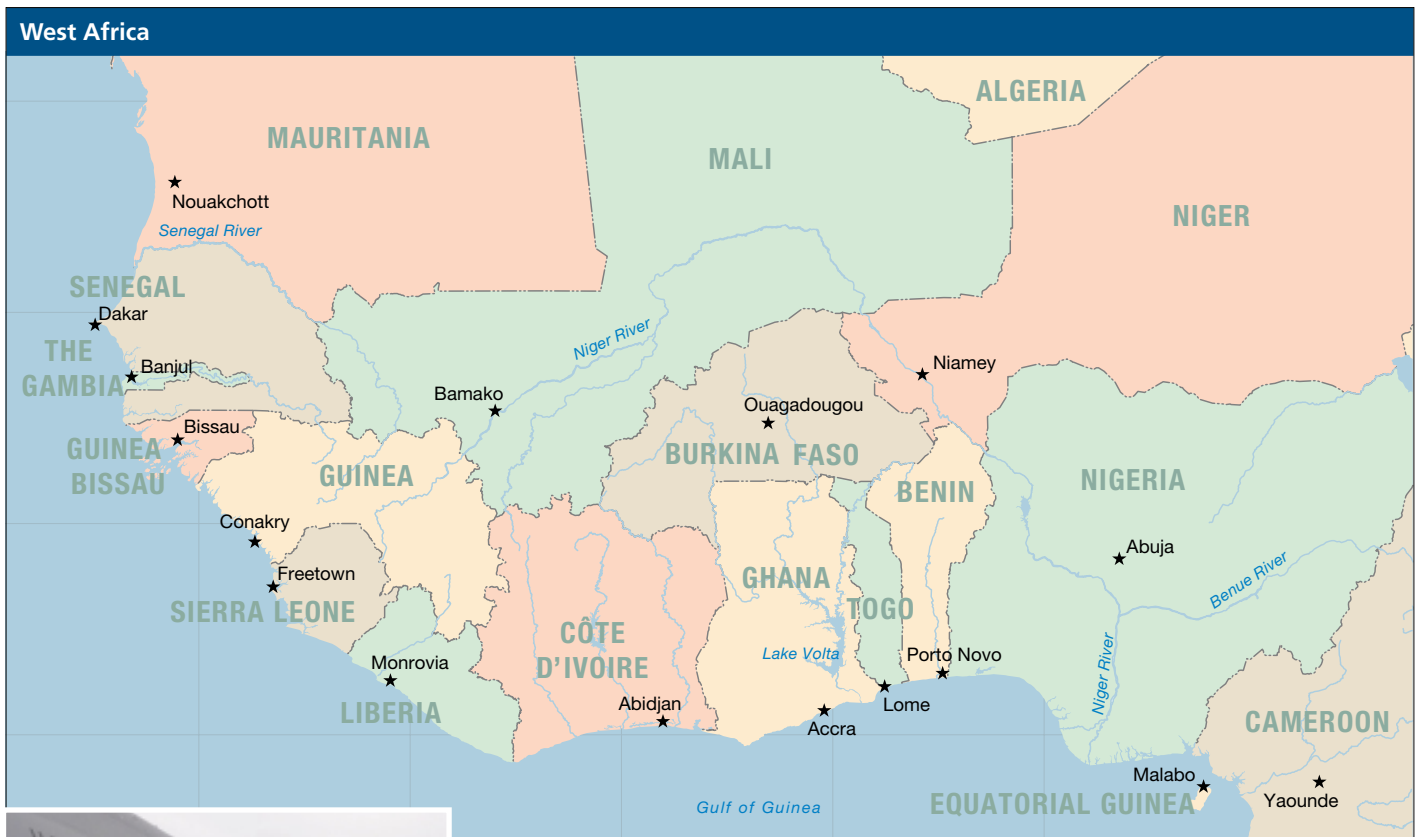 West Africa
ALGERIA
MAURITANIA
MALI
Nouakchott
NIGER
Senegal River
SENEGAL
Dakar
THE
GAMBIA
Banjul
Niger River
Niamey
Bamako
Ouagadougou
Bissau
GUINEA
BISSAU
GUINEA
BURKINA FASO
BENIN
NIGERIA
Conakry
Abuja
Freetown
GHANA
Benue River
SIERRA LEONE
TOGO
CÔTE
D'IVOIRE
Lake Volta
Porto Novo
Monrovia
Niger River
LIBERIA
Abidjan
Lome
Accra
CAMEROON
Malabo
EQUATORIAL GUINEA
Gulf of Guinea
Yaounde